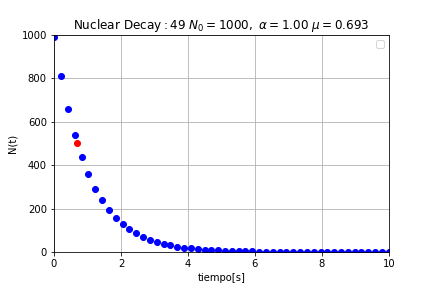 Nuclear Decay : 49 N₀ = 1000, α = 1.00 μ = 0.693
N(t)
1000
800
600
400
200
0
0 2 4 6 8 10
tiempo[s]